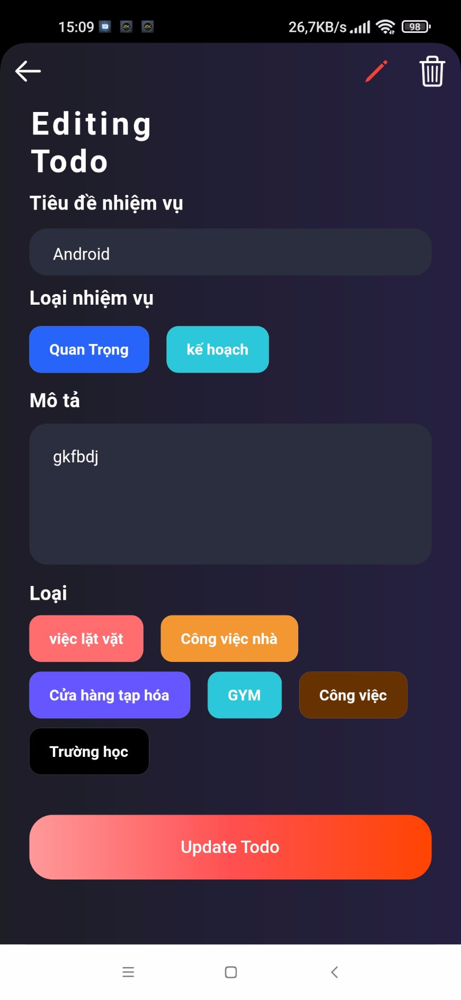 15:09 26,7KB/s 98
Editing
Todo
Tiêu đề nhiệm vụ
Android
Loại nhiệm vụ
Quan Trọng kế hoạch
Mô tả
gkfbdj
Loại
việc lặt vặt Công việc nhà
Cửa hàng tạp hóa GYM Công việc
Trường học
Update Todo